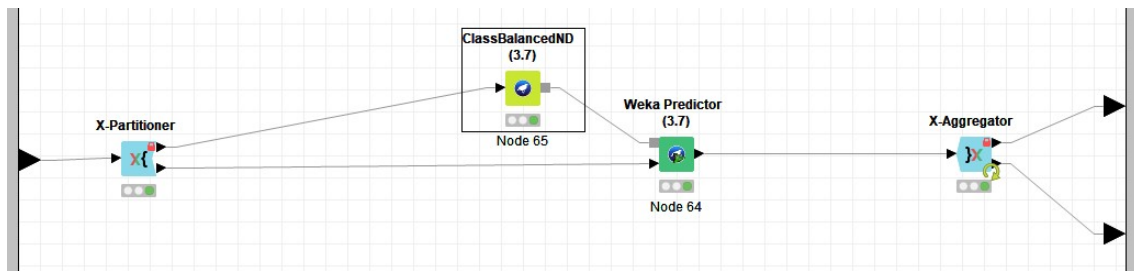 ClassBalancedND
(3.7)
Weka Predictor
(3.7)
X-Partitioner
X-Aggregator
X{
}X
Node 65
Node 64